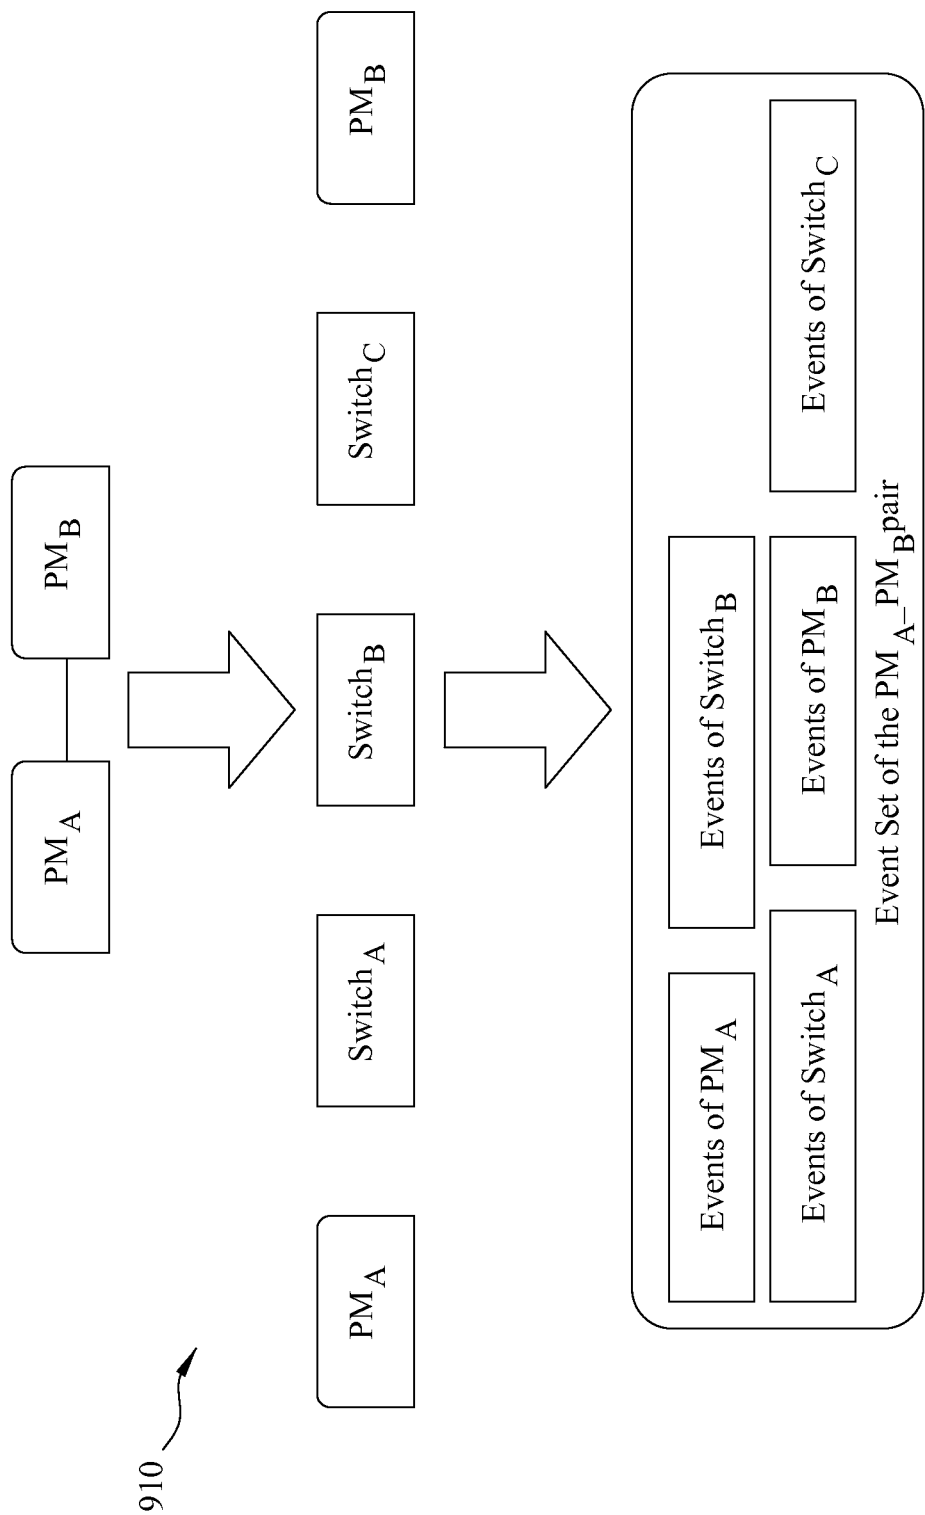 910
PM_A
PM_B
PM_A
Switch_A
Switch_B
Switch_C
PM_B
Events of PM_A
Events of Switch_B
Events of Switch_A
Events of PM_B
Events of Switch_C
Event Set of the PM_A_PM_B pair